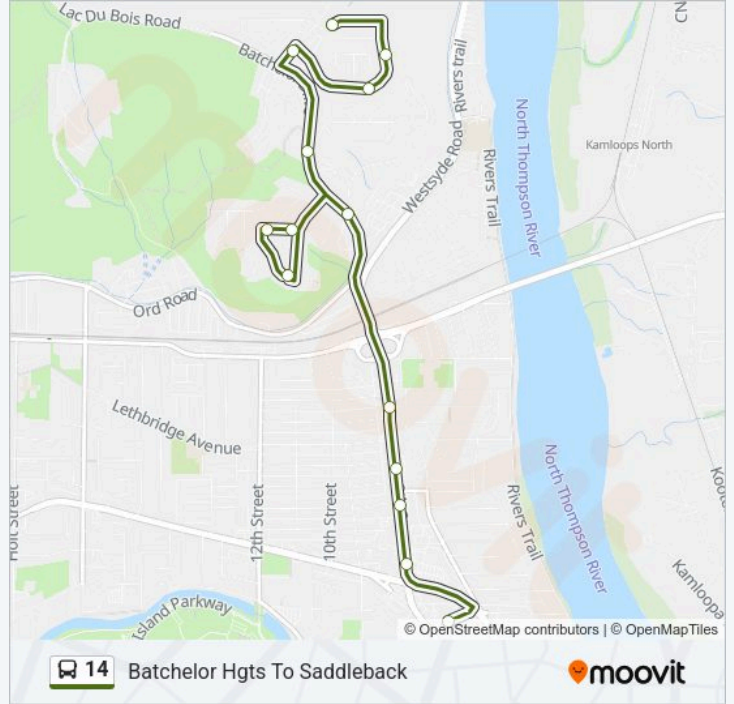 Lac Du Bois Road
CN
Batchelor
Rivers trail
Westsyde Road
Rivers Trail
North Thompson River
Kamloops North
Ord Road
Lethbridge Avenue
Holt Street
12th Street
10th Street
Rivers Trail
North Thompson River
Kamloopa
Island Parkway
© OpenStreetMap contributors | © OpenMapTiles
14 Batchelor Hgts To Saddleback
moovit